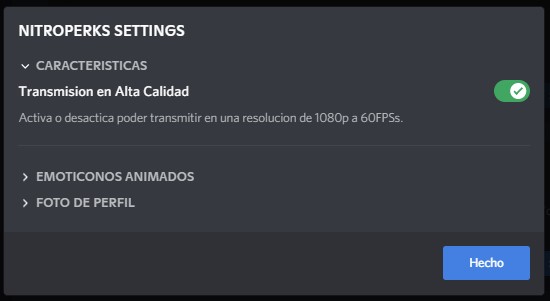 NITROPERKS SETTINGS
CARACTERISTICAS
Transmision en Alta Calidad
Activa o desactica poder transmitir en una resolucion de 1080p a 60FPSs.
EMOTICONOS ANIMADOS
FOTO DE PERFIL
Hecho